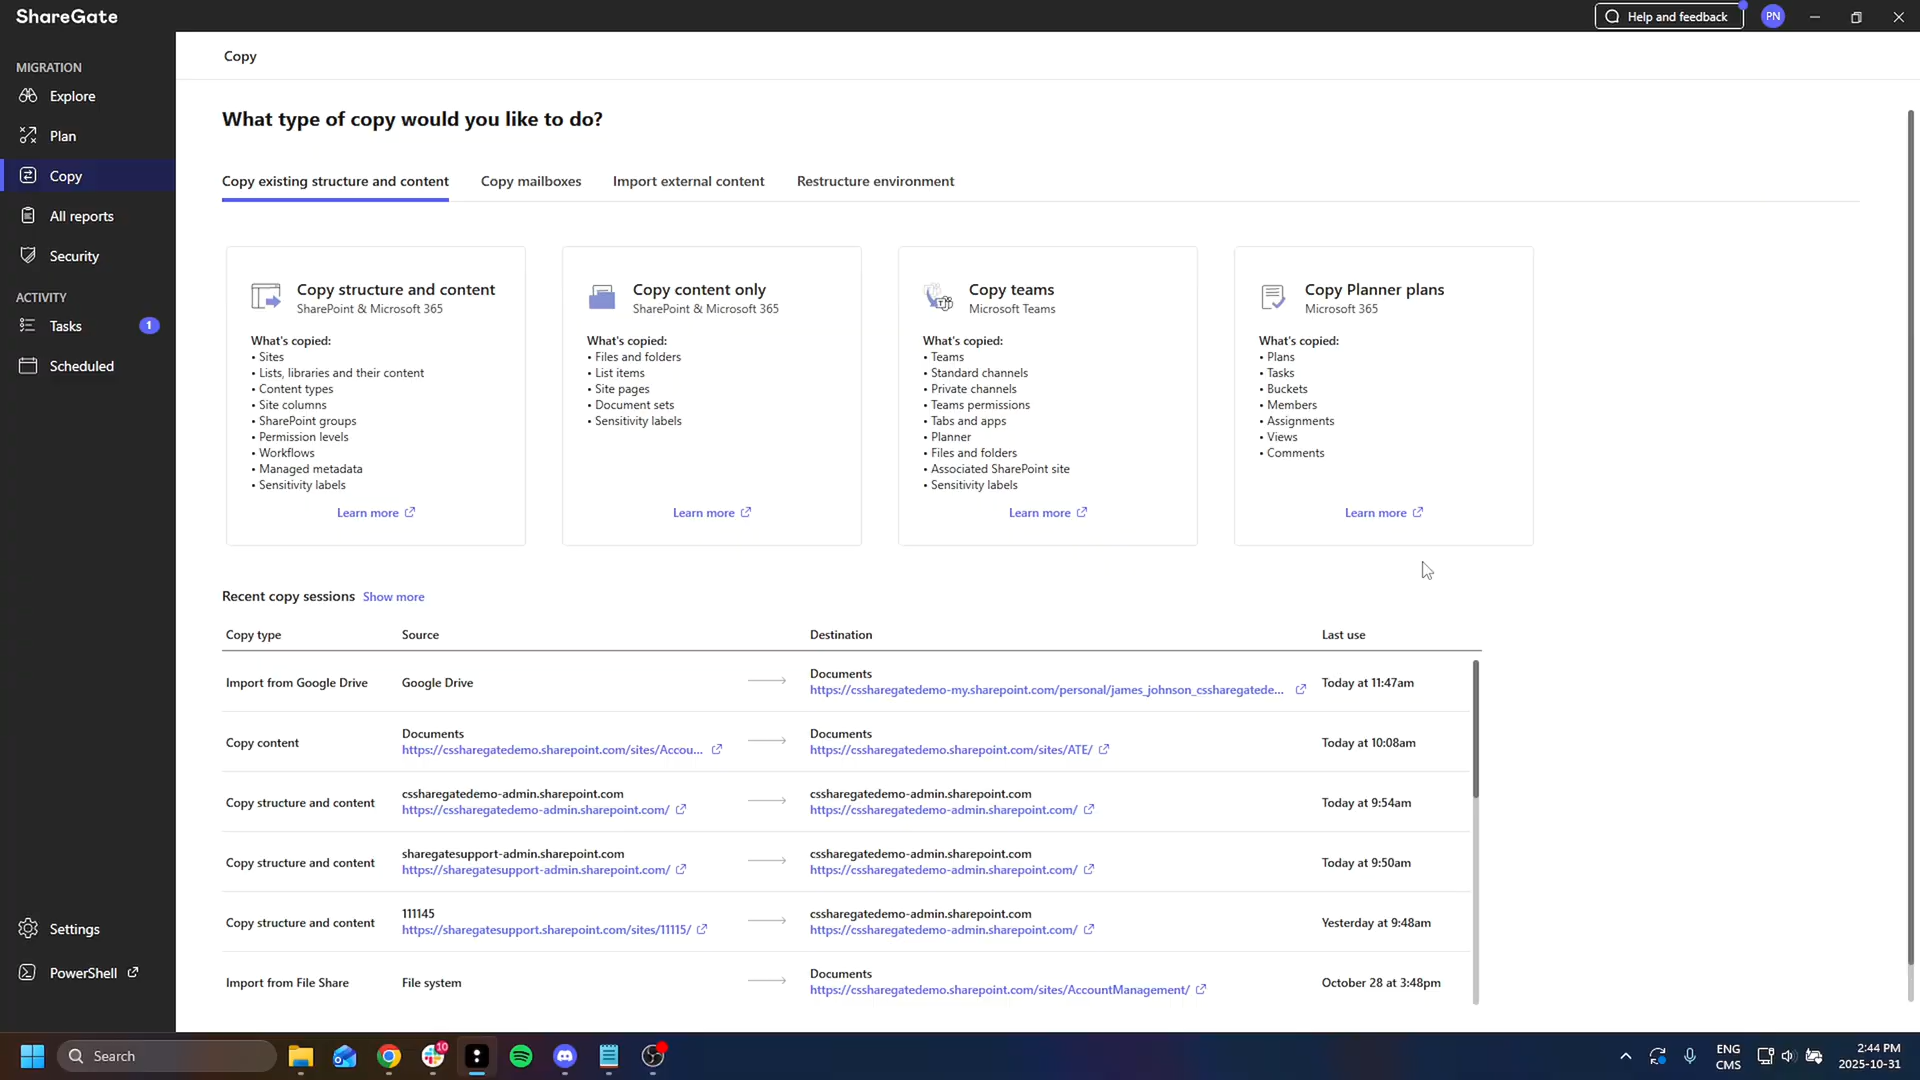 ShareGate
Help and feedback
PN
MIGRATION
Explore
Plan
Copy
All reports
Security
ACTIVITY
Tasks
1
Scheduled
Settings
PowerShell
Copy
What type of copy would you like to do?
Copy existing structure and content
Copy mailboxes
Import external content
Restructure environment
Copy structure and content
SharePoint & Microsoft 365
What's copied:
• Sites
• Lists, libraries and their content
• Content types
• Site columns
• SharePoint groups
• Permission levels
• Workflows
• Managed metadata
• Sensitivity labels
Learn more
Copy content only
SharePoint & Microsoft 365
What's copied:
• Files and folders
• List items
• Site pages
• Document sets
• Sensitivity labels
Learn more
Copy teams
Microsoft Teams
What's copied:
• Teams
• Standard channels
• Private channels
• Teams permissions
• Tabs and apps
• Planner
• Files and folders
• Associated SharePoint site
• Sensitivity labels
Learn more
Copy Planner plans
Microsoft 365
What's copied:
• Plans
• Tasks
• Buckets
• Members
• Assignments
• Views
• Comments
Learn more
Recent copy sessions Show more
Copy type Source Destination Last use
Import from Google Drive
Google Drive
Documents
https://cssharegatedemo-my.sharepoint.com/personal/james_johnson_cssharegatede...
Today at 11:47am
Copy content
Documents
https://cssharegatedemo.sharepoint.com/sites/Accou...
Documents
https://cssharegatedemo.sharepoint.com/sites/ATE/
Today at 10:08am
Copy structure and content
cssharegatedemo-admin.sharepoint.com
https://cssharegatedemo-admin.sharepoint.com/
cssharegatedemo-admin.sharepoint.com
https://cssharegatedemo-admin.sharepoint.com/
Today at 9:54am
Copy structure and content
sharegatesupport-admin.sharepoint.com
https://sharegatesupport-admin.sharepoint.com/
cssharegatedemo-admin.sharepoint.com
https://cssharegatedemo-admin.sharepoint.com/
Today at 9:50am
Copy structure and content
111145
https://sharegatesupport.sharepoint.com/sites/11115/
cssharegatedemo-admin.sharepoint.com
https://cssharegatedemo-admin.sharepoint.com/
Yesterday at 9:48am
Import from File Share
File system
Documents
https://cssharegatedemo.sharepoint.com/sites/AccountManagement/
October 28 at 3:48pm
Search
10
ENG
CMS
2:44 PM
2025-10-31